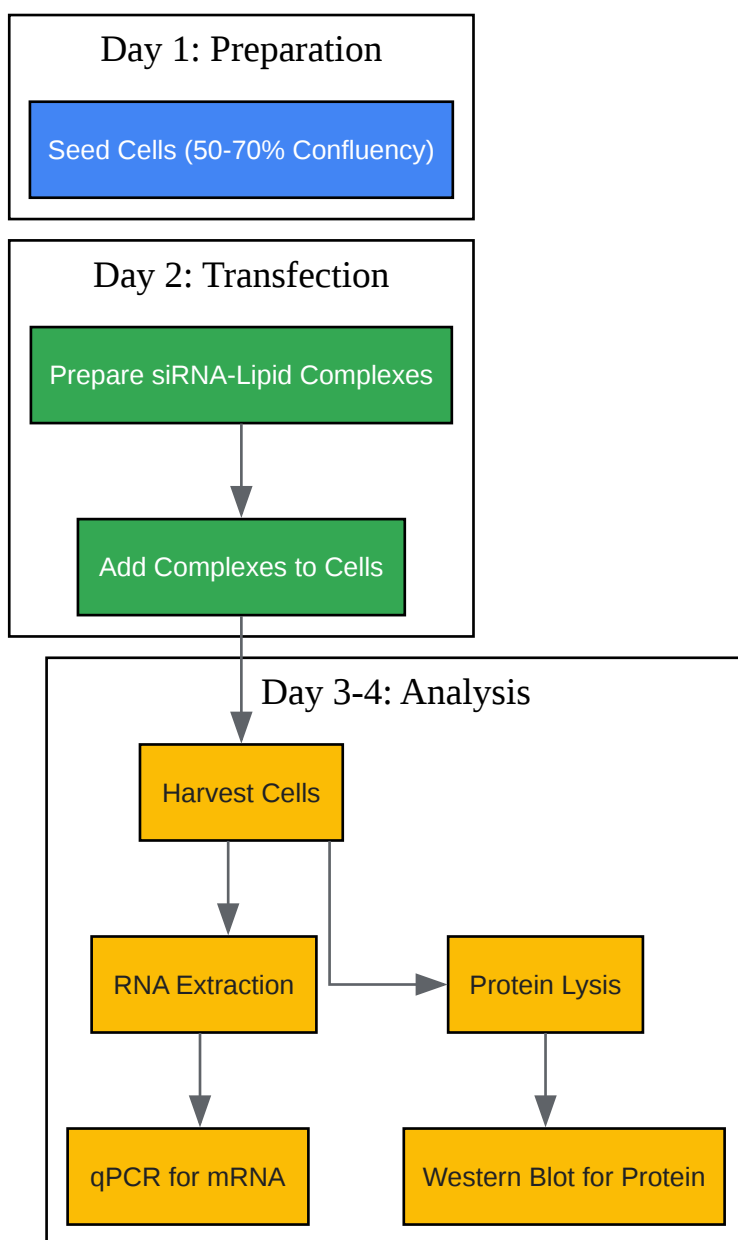 Day 1: Preparation
Seed Cells (50-70% Confluency)
Day 2: Transfection
Prepare siRNA-Lipid Complexes
Add Complexes to Cells
Day 3-4: Analysis
Harvest Cells
RNA Extraction
Protein Lysis
qPCR for mRNA
Western Blot for Protein